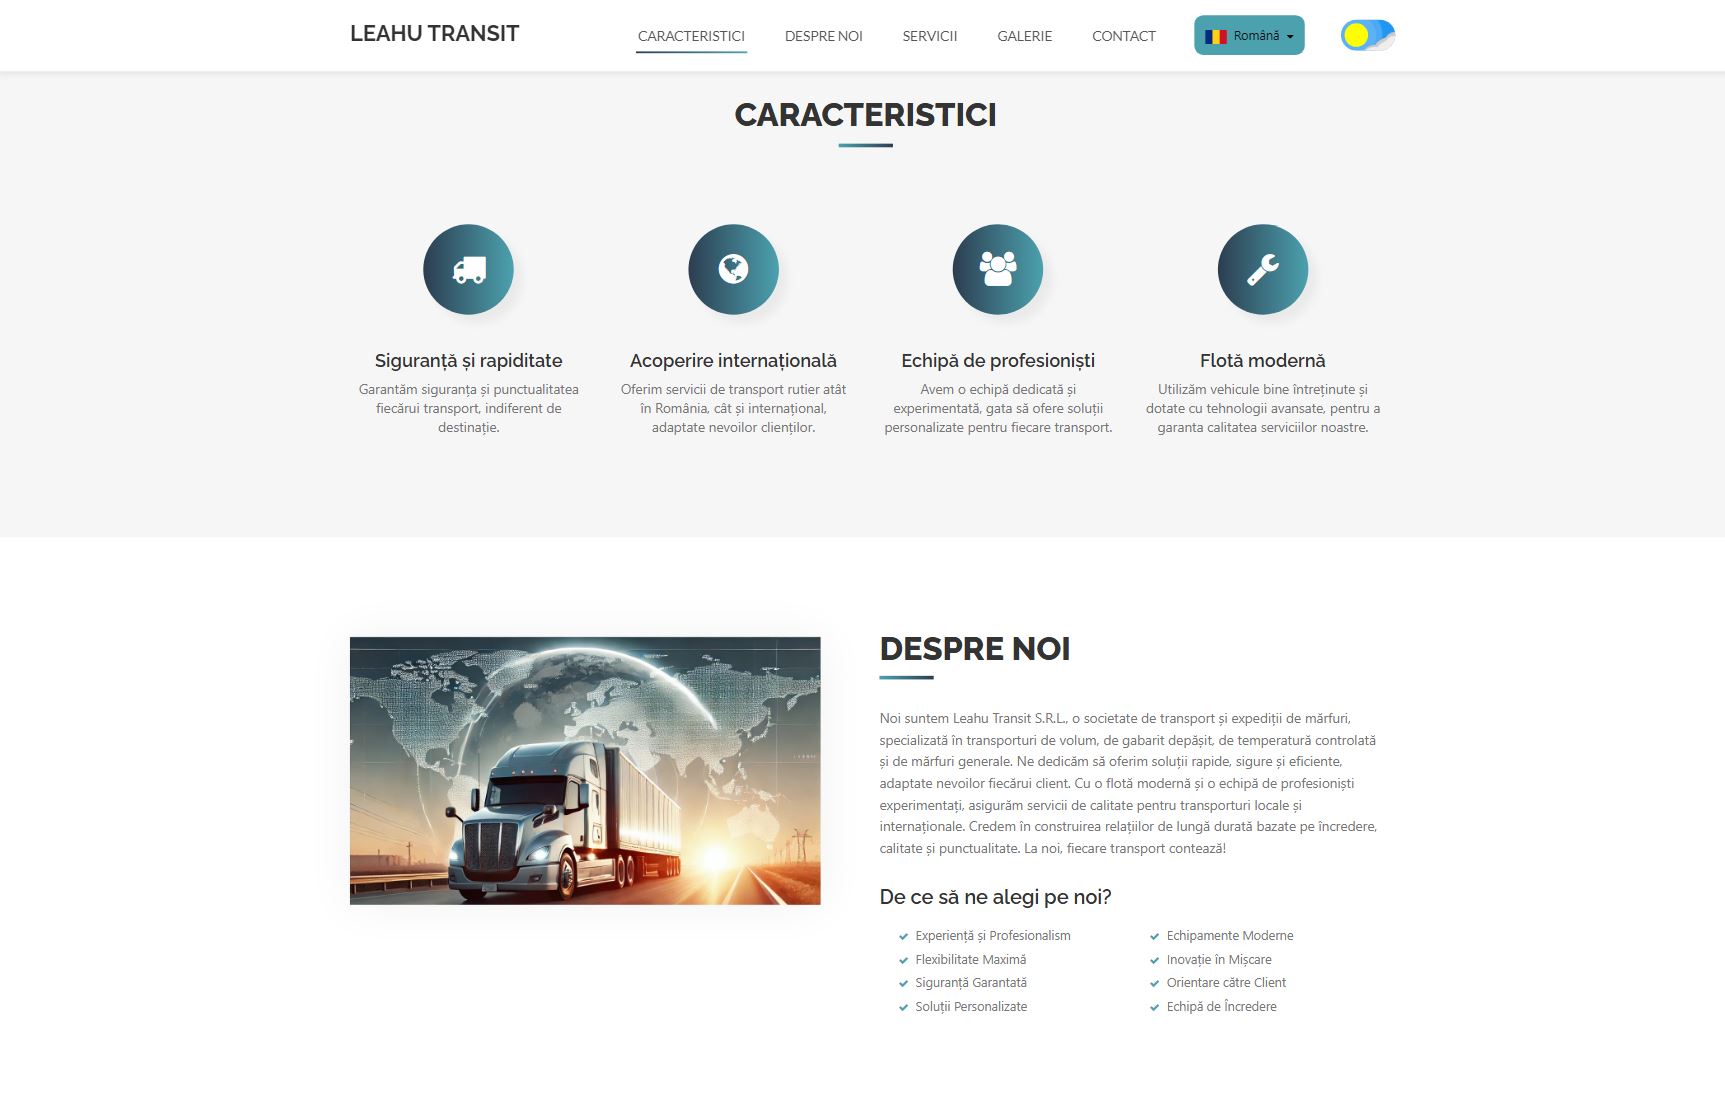 LEAHU TRANSIT
CARACTERISTICI
DESPRE NOI
SERVICII
GALERIE
CONTACT
Română
CARACTERISTICI
Siguranță și rapiditate
Garantăm siguranța și punctualitatea
fiecărui transport, indiferent de
destinație.
Acoperire internațională
Oferim servicii de transport rutier atât
în România, cât și internațional,
adaptate nevoilor clienților.
Echipă de profesioniști
Avem o echipă dedicată și
experimentată, gata să ofere soluții
personalizate pentru fiecare transport.
Flotă modernă
Utilizăm vehicule bine întreținute și
dotate cu tehnologii avansate, pentru a
garanta calitatea serviciilor noastre.
DESPRE NOI
Noi suntem Leahu Transit S.R.L., o societate de transport și expediții de mărfuri,
specializată în transporturi de volum, de gabarit depășit, de temperatură controlată
și de mărfuri generale. Ne dedicăm să oferim soluții rapide, sigure și eficiente,
adaptate nevoilor fiecărui client. Cu o flotă modernă și o echipă de profesioniști
experimentați, asigurăm servicii de calitate pentru transporturi locale și
internaționale. Credem în construirea relațiilor de lungă durată bazate pe încredere,
calitate și punctualitate. La noi, fiecare transport contează!
De ce să ne alegi pe noi?
Experiență și Profesionalism
Flexibilitate Maximă
Siguranță Garantată
Soluții Personalizate
Echipamente Moderne
Inovație în Mișcare
Orientare către Client
Echipă de Încredere